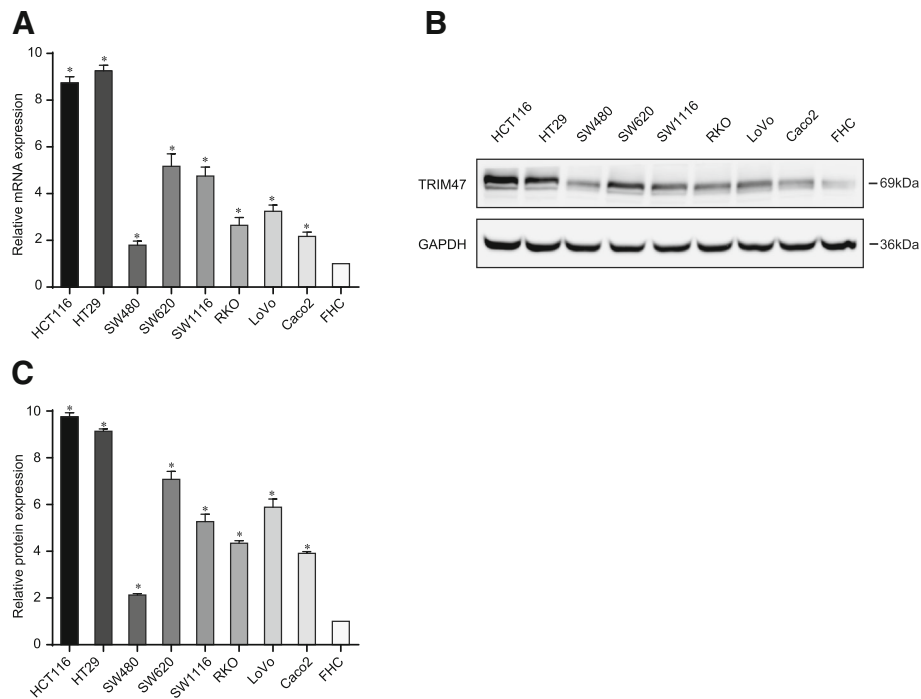 A
Relative mRNA expression
10
8
6
4
2
0
*
*
*
*
*
*
*
*
HCT116
HT29
SW480
SW620
SW1116
RKO
LoVo
Caco2
FHC
B
HCT116
HT29
SW480
SW620
SW1116
RKO
LoVo
Caco2
FHC
TRIM47
69kDa
GAPDH
36kDa
C
Relative protein expression
10
8
6
4
2
0
*
*
*
*
*
*
*
*
HCT116
HT29
SW480
SW620
SW1116
RKO
LoVo
Caco2
FHC